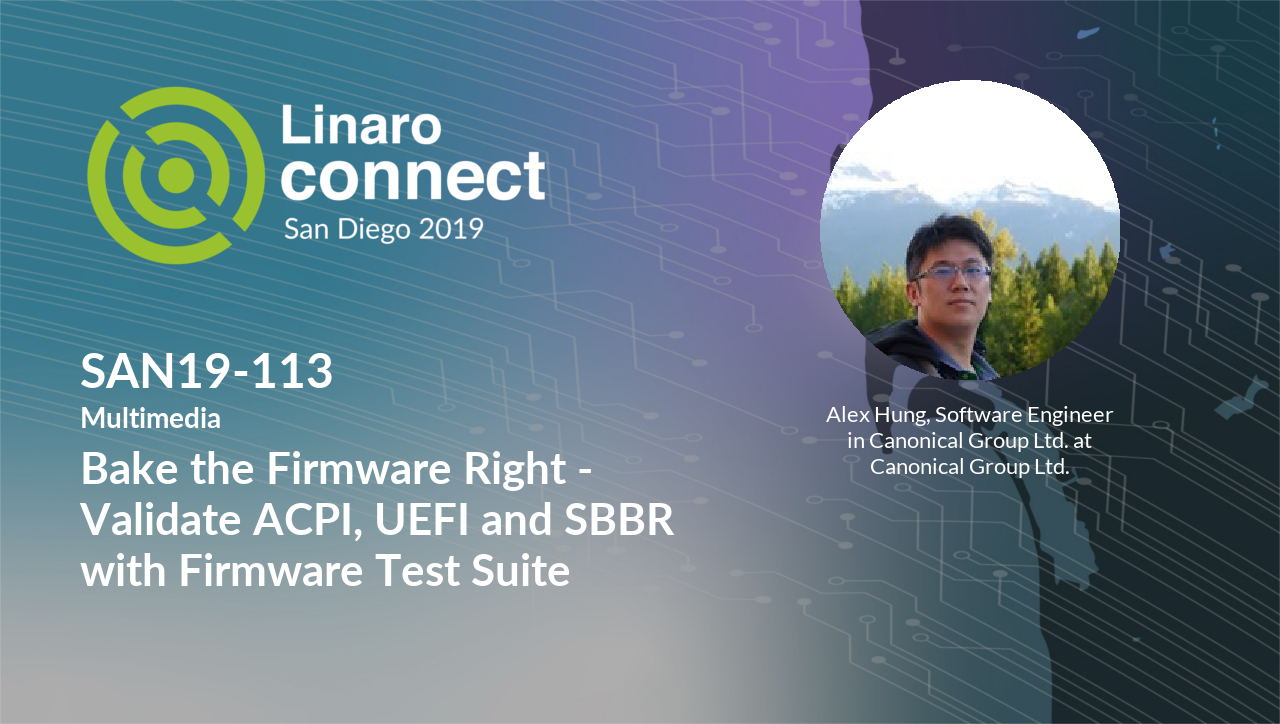 Linaro
connect
San Diego 2019
SAN19-113
Multimedia
Bake the Firmware Right -
Validate ACPI, UEFI and SBBR
with Firmware Test Suite
Alex Hung, Software Engineer
in Canonical Group Ltd. at
Canonical Group Ltd.